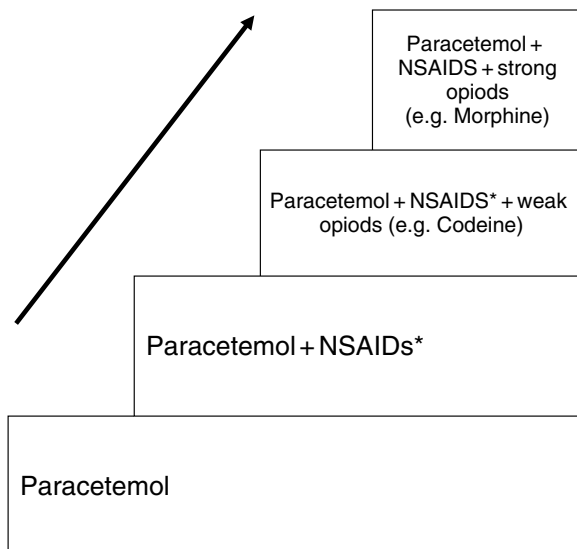 Paracetemol +
NSAIDS + strong
opiods
(e.g. Morphine)
Paracetemol + NSAIDS* + weak
opiods (e.g. Codeine)
Paracetemol + NSAIDs*
Paracetemol